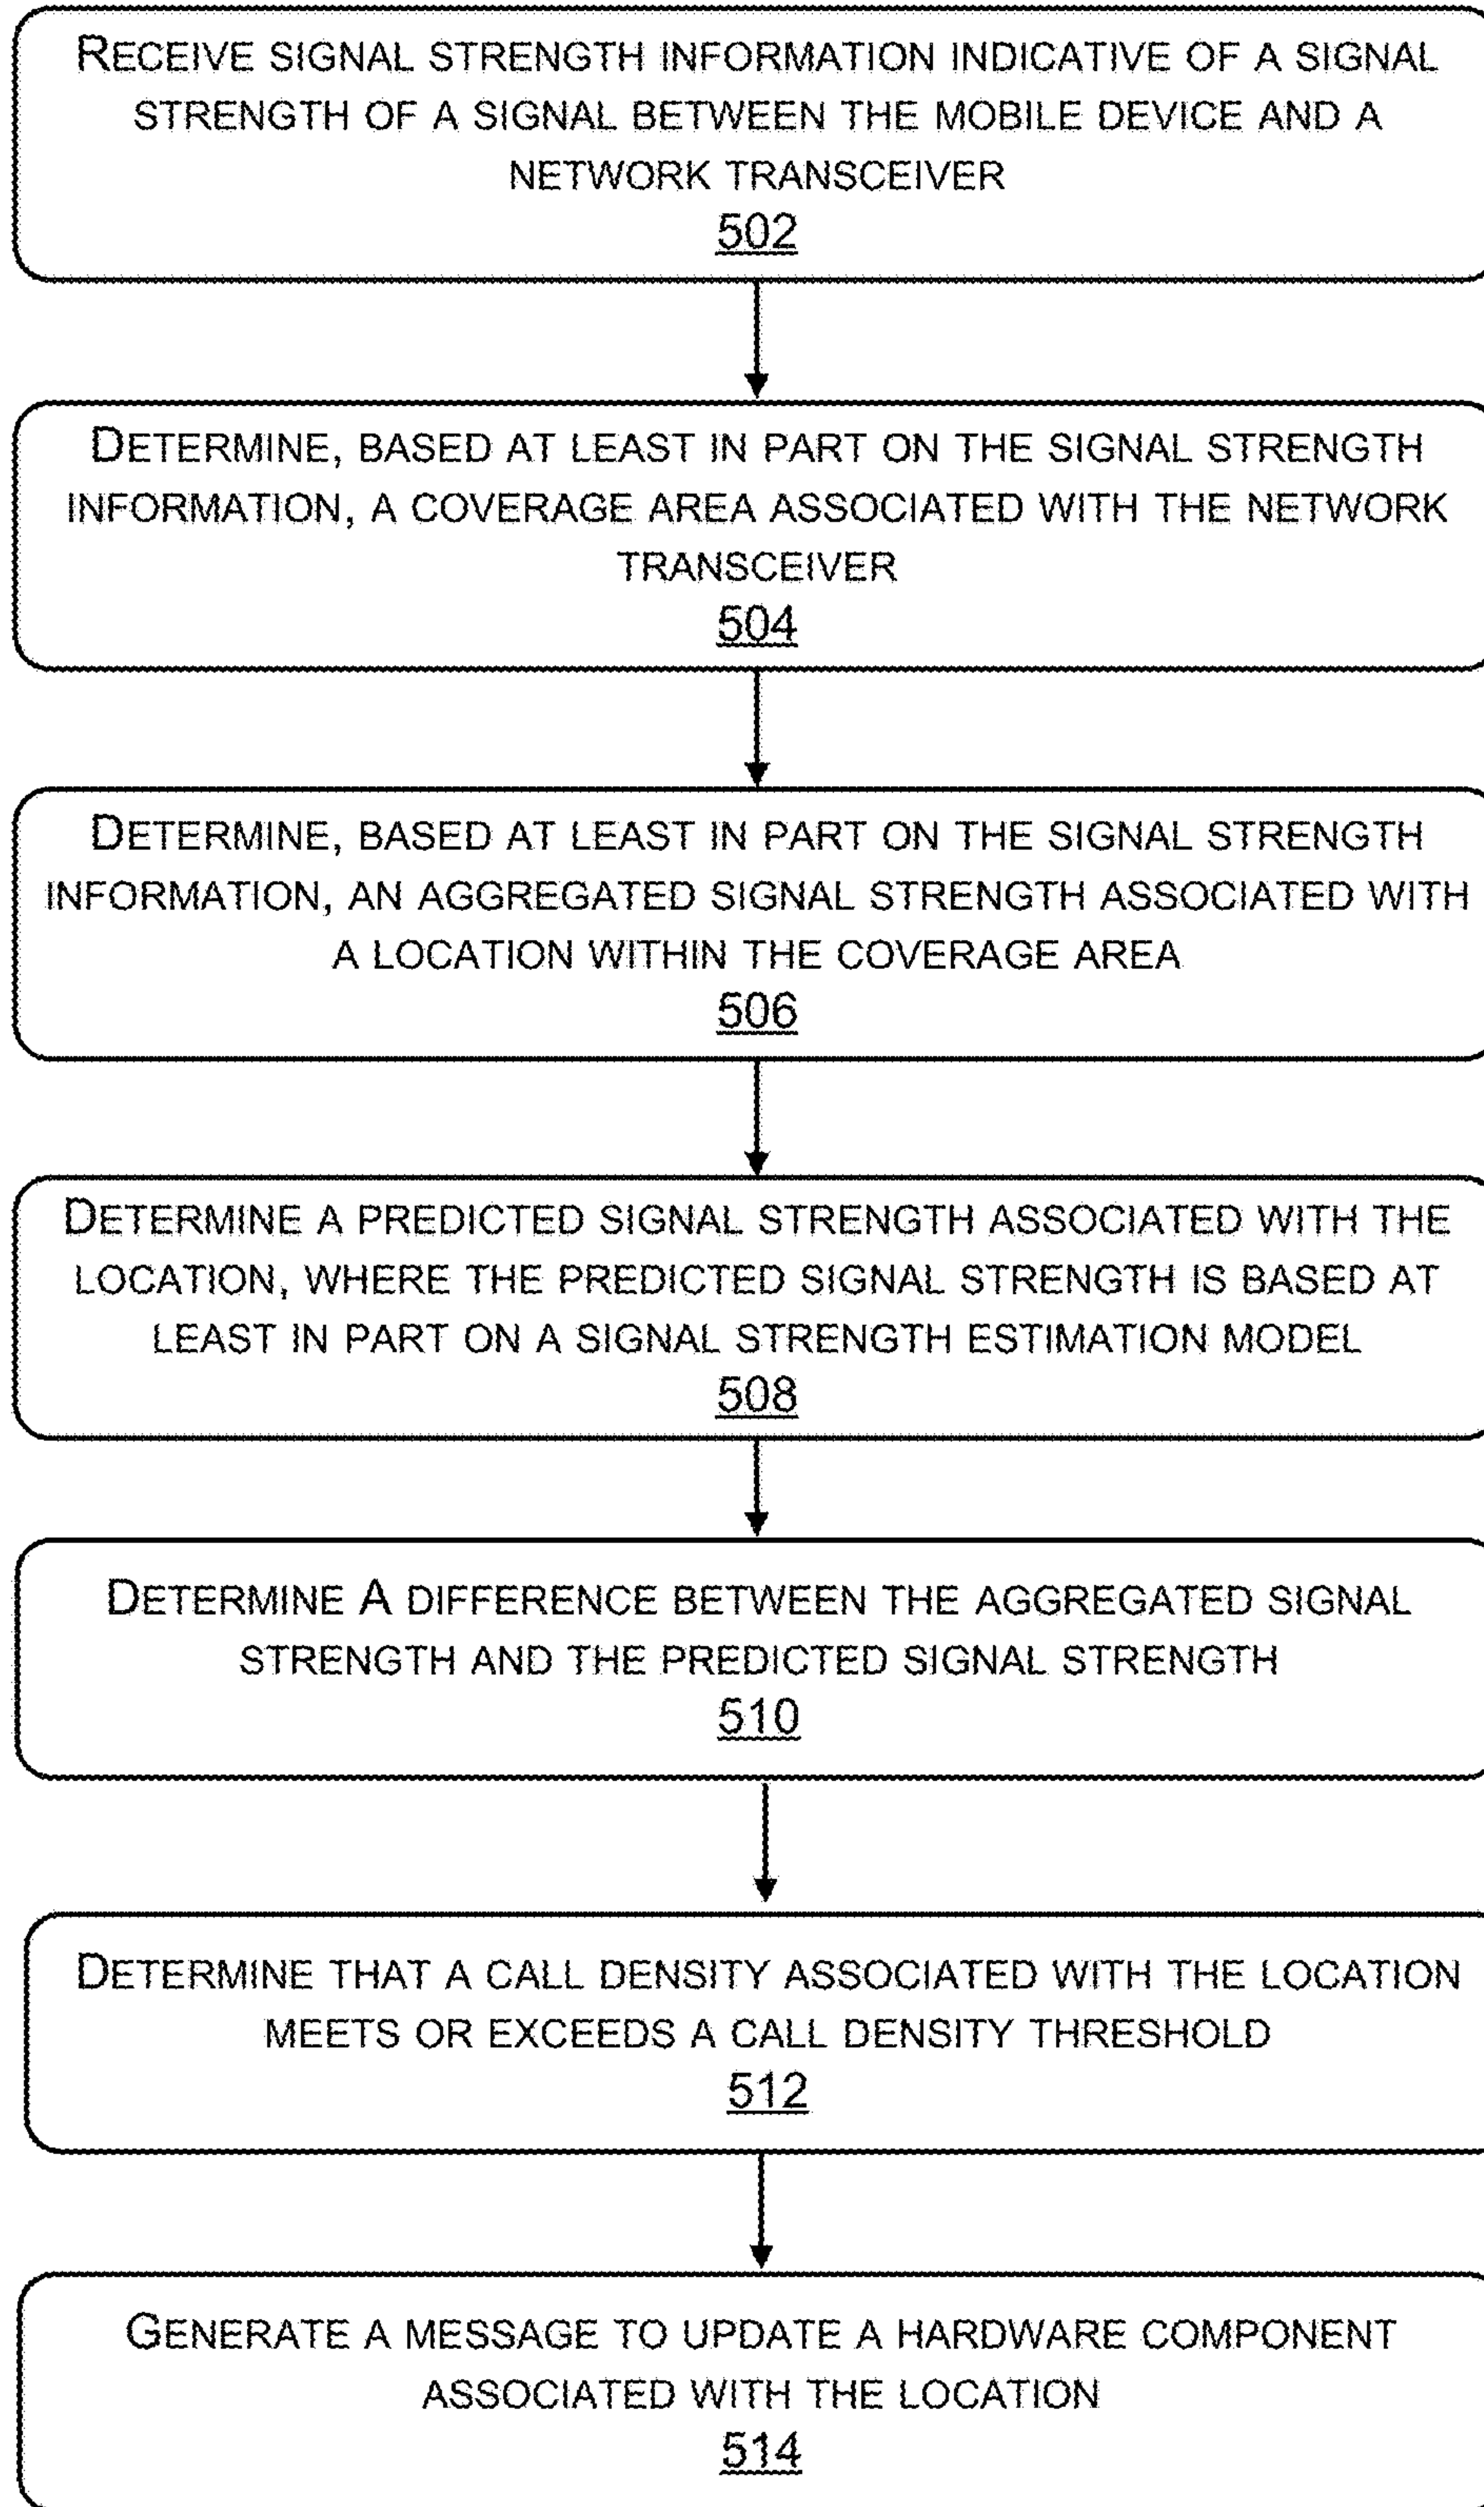 RECEIVE SIGNAL STRENGTH INFORMATION INDICATIVE OF A SIGNAL
STRENGTH OF A SIGNAL BETWEEN THE MOBILE DEVICE AND A
NETWORK TRANSCEIVER
502
DETERMINE, BASED AT LEAST IN PART ON THE SIGNAL STRENGTH
INFORMATION, A COVERAGE AREA ASSOCIATED WITH THE NETWORK
TRANSCEIVER
504
DETERMINE, BASED AT LEAST IN PART ON THE SIGNAL STRENGTH
INFORMATION, AN AGGREGATED SIGNAL STRENGTH ASSOCIATED WITH
A LOCATION WITHIN THE COVERAGE AREA
506
DETERMINE A PREDICTED SIGNAL STRENGTH ASSOCIATED WITH THE
LOCATION, WHERE THE PREDICTED SIGNAL STRENGTH IS BASED AT
LEAST IN PART ON A SIGNAL STRENGTH ESTIMATION MODEL
508
DETERMINE A DIFFERENCE BETWEEN THE AGGREGATED SIGNAL
STRENGTH AND THE PREDICTED SIGNAL STRENGTH
510
DETERMINE THAT A CALL DENSITY ASSOCIATED WITH THE LOCATION
MEETS OR EXCEEDS A CALL DENSITY THRESHOLD
512
GENERATE A MESSAGE TO UPDATE A HARDWARE COMPONENT
ASSOCIATED WITH THE LOCATION
514